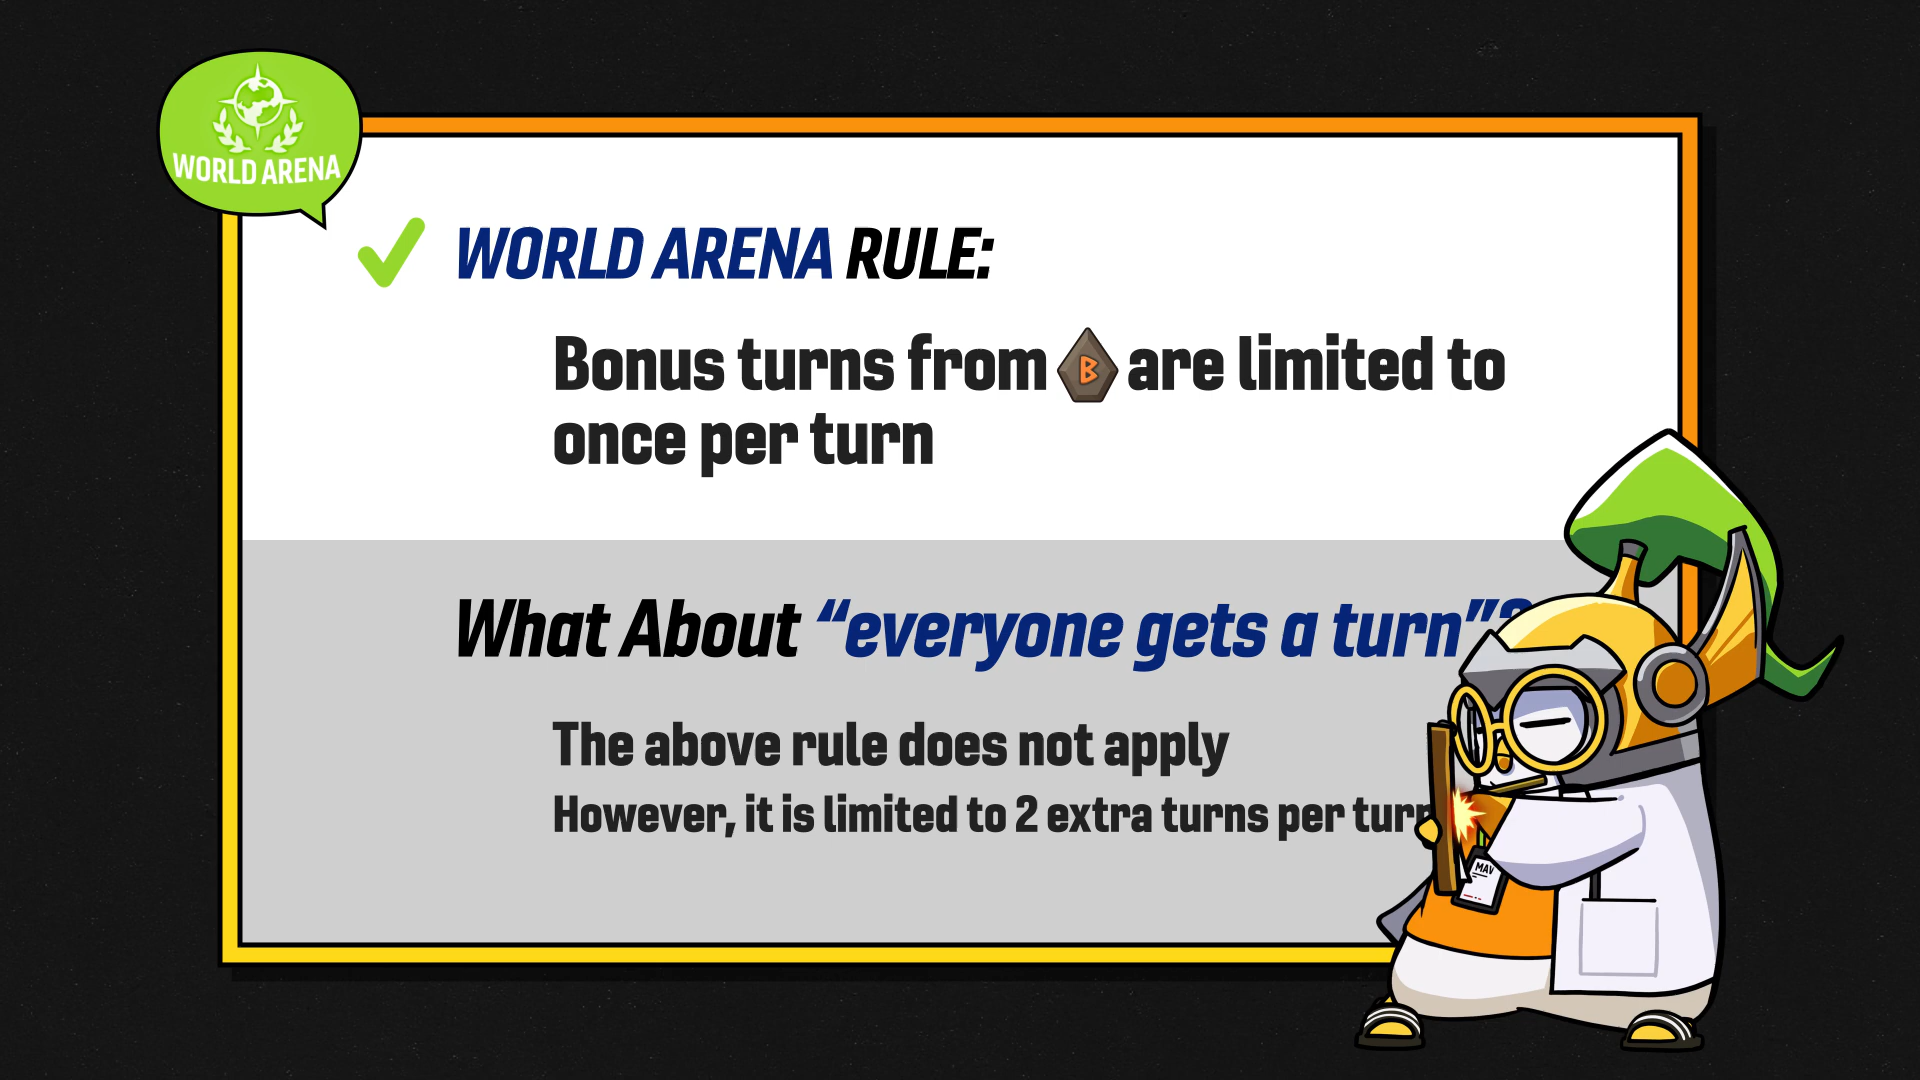 WORLD ARENA
WORLD ARENA RULE:
Bonus turns from B are limited to
once per turn
What About “everyone gets a turn”?
The above rule does not apply
However, it is limited to 2 extra turns per turn
MAV